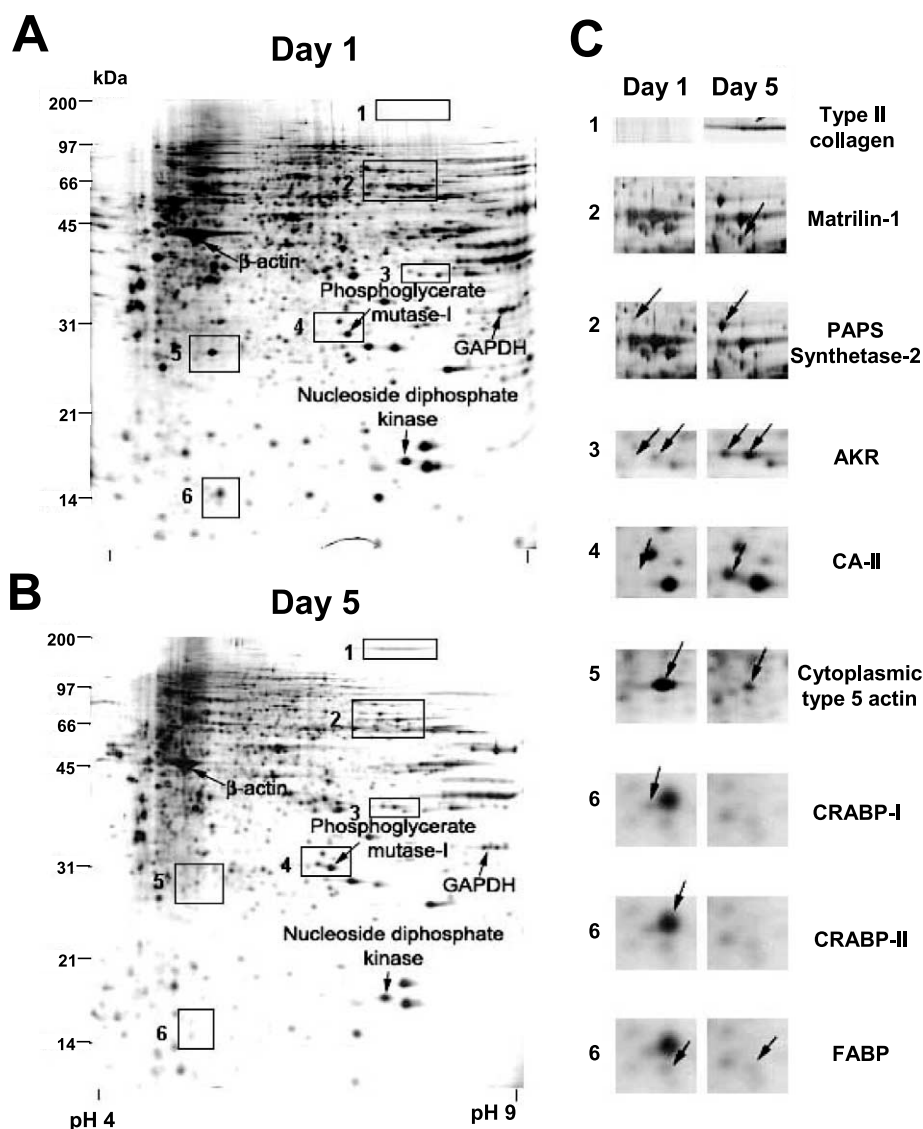 A
Day 1
kDa
200
97
66
45
31
21
14
1
2
β-actin
3
Phosphoglycerate
mutase-I
4
GAPDH
5
Nucleoside diphosphate
kinase
6
B
Day 5
200
97
66
45
31
21
14
1
2
β-actin
3
Phosphoglycerate
mutase-I
4
GAPDH
5
Nucleoside diphosphate
kinase
6
pH 4
pH 9
C
Day 1 Day 5
1
Type II
collagen
2
Matrilin-1
2
PAPS
Synthetase-2
3
AKR
4
CA-II
5
Cytoplasmic
type 5 actin
6
CRABP-I
6
CRABP-II
6
FABP